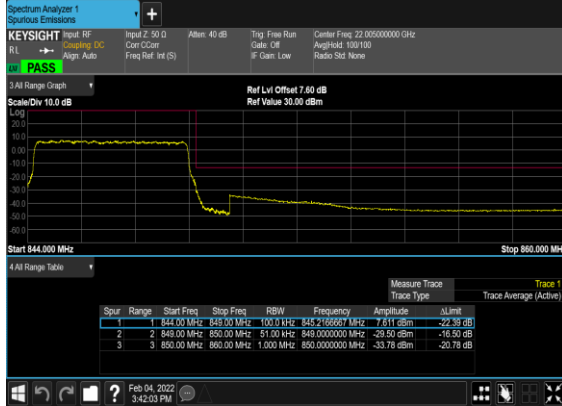 Spectrum Analyzer 1
Spurious Emissions
+
KEYSIGHT Input: RF Input Z: 50 Ω Atten: 40 dB Trig: Free Run Center Freq: 22.005000000 GHz
RL Coupling: DC Corr CCorr Gate: Off Avg|Hold: 100/100
Align: Auto Freq Ref: Int (S) IF Gain: Low Radio Std: None
PASS
3 All Range Graph
Ref Lvl Offset 7.60 dB
Scale/Div 10.0 dB Ref Value 30.00 dBm
Log
20.0
10.0
0.00
-10.0
-20.0
-30.0
-40.0
-50.0
-60.0
Start 844.000 MHz Stop 860.000 MHz
4 All Range Table
Measure Trace Trace 1
Trace Type Trace Average (Active)
Spur Range Start Freq Stop Freq RBW Frequency Amplitude ΔLimit
1 1 844.00 MHz 849.00 MHz 100.0 kHz 845.2166667 MHz 7.611 dBm -22.39 dB
2 2 849.00 MHz 850.00 MHz 51.00 kHz 849.0000000 MHz -29.50 dBm -16.50 dB
3 3 850.00 MHz 860.00 MHz 1.000 MHz 850.0000000 MHz -33.78 dBm -20.78 dB
? Feb 04, 2022
3:42:03 PM